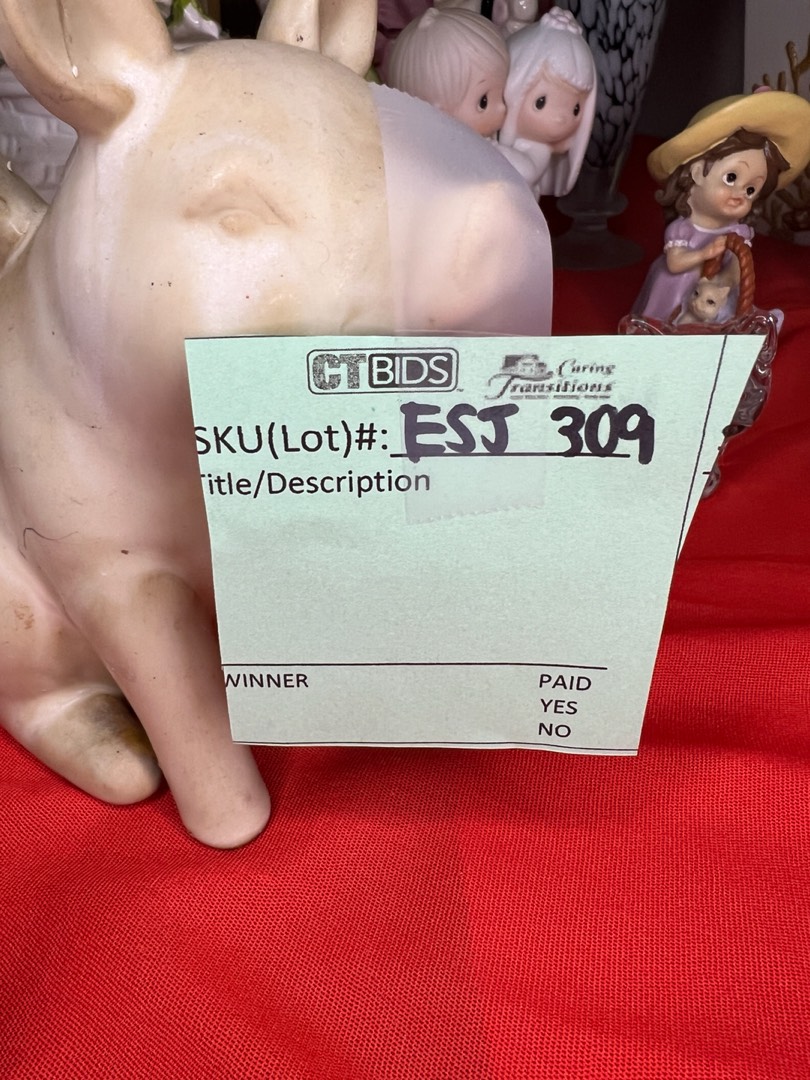 CTBIDS
Caring
Transitions
SKU(Lot)#: ESJ 309
Title/Description
WINNER
PAID
YES
NO